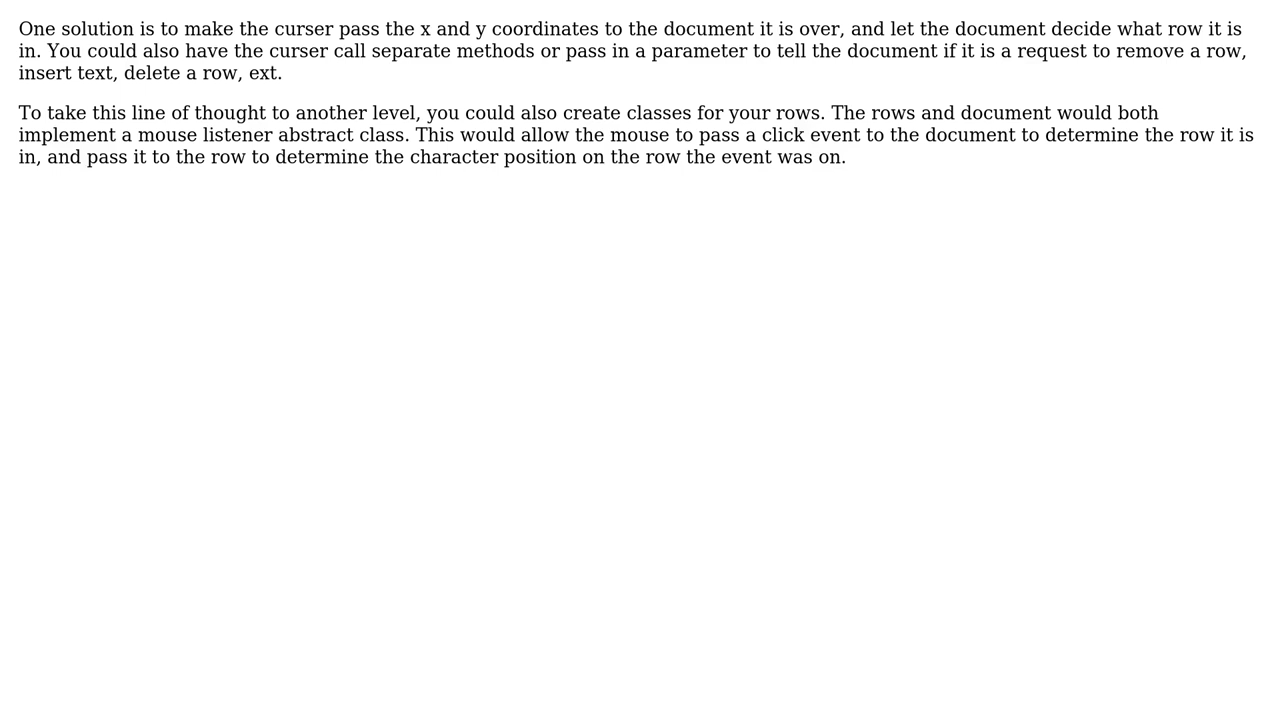 One solution is to make the curser pass the x and y coordinates to the document it is over, and let the document decide what row it is
in. You could also have the curser call separate methods or pass in a parameter to tell the document if it is a request to remove a row,
insert text, delete a row, ext.
To take this line of thought to another level, you could also create classes for your rows. The rows and document would both
implement a mouse listener abstract class. This would allow the mouse to pass a click event to the document to determine the row it is
in, and pass it to the row to determine the character position on the row the event was on.